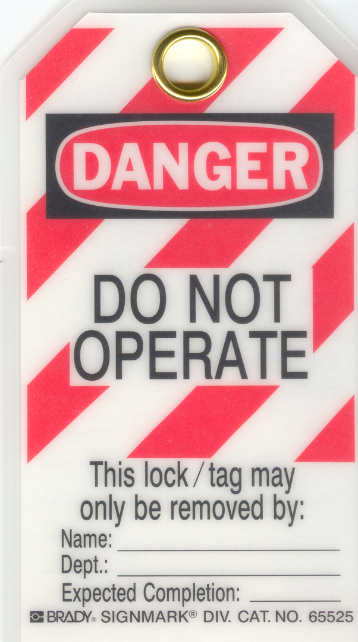 DANGER
DO NOT
OPERATE
This lock / tag may
only be removed by:
Name:
Dept.:
Expected Completion:
BRADY® SIGNMARK® DIV. CAT. NO. 65525